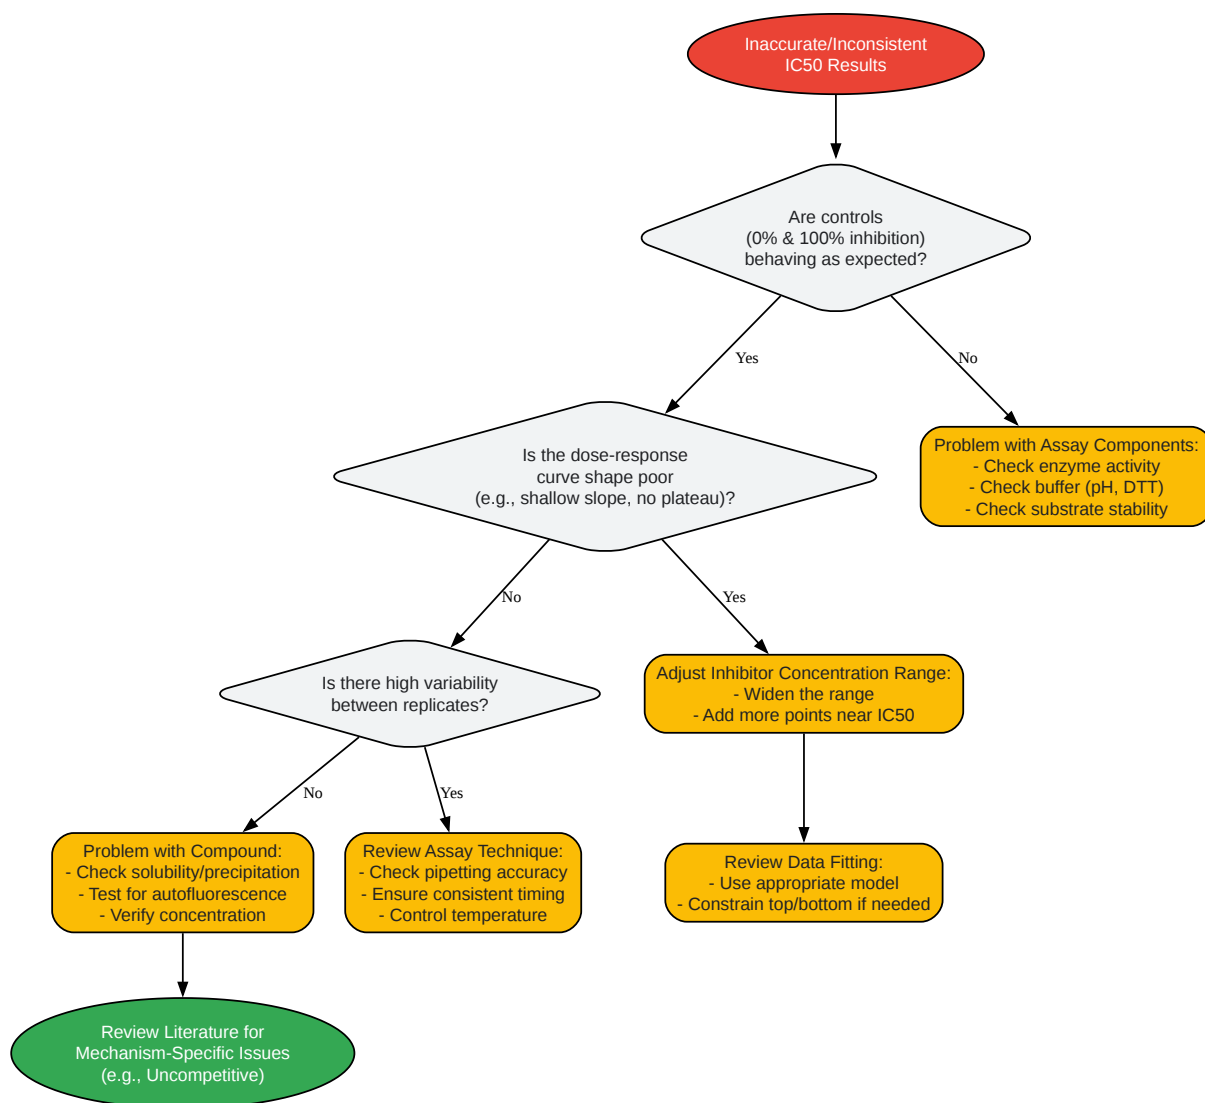 Inaccurate/Inconsistent
IC50 Results
Are controls
(0% & 100% inhibition)
behaving as expected?
Yes
No
Is the dose-response
curve shape poor
(e.g., shallow slope, no plateau)?
Problem with Assay Components:
- Check enzyme activity
- Check buffer (pH, DTT)
- Check substrate stability
No
Yes
Is there high variability
between replicates?
Adjust Inhibitor Concentration Range:
- Widen the range
- Add more points near IC50
No
Yes
Problem with Compound:
- Check solubility/precipitation
- Test for autofluorescence
- Verify concentration
Review Assay Technique:
- Check pipetting accuracy
- Ensure consistent timing
- Control temperature
Review Data Fitting:
- Use appropriate model
- Constrain top/bottom if needed
Review Literature for
Mechanism-Specific Issues
(e.g., Uncompetitive)